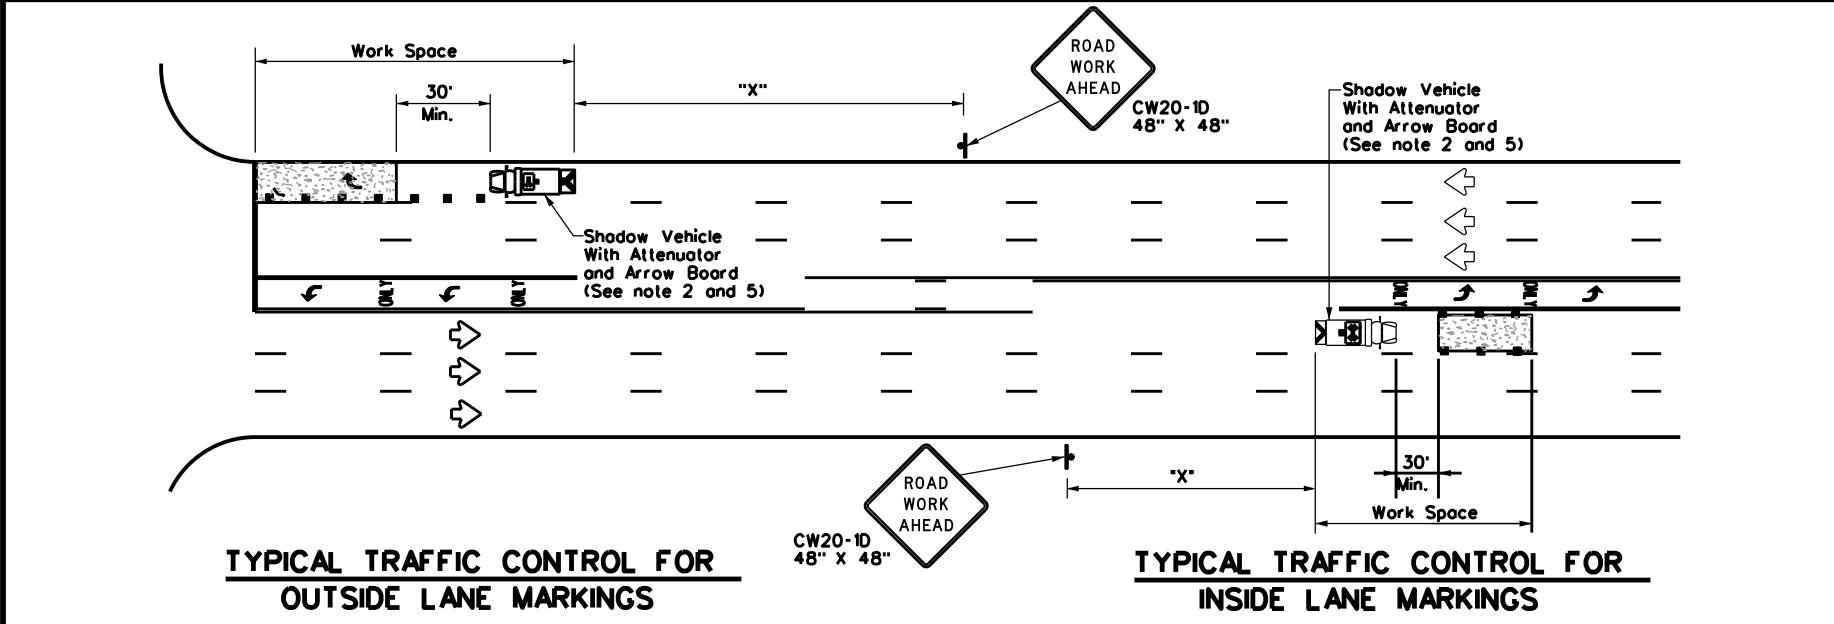 Work Space
30'
Min.
"X"
ROAD
WORK
AHEAD
CW20-1D
48" X 48"
Shadow Vehicle
With Attenuator
and Arrow Board
(See note 2 and 5)
Shadow Vehicle
With Attenuator
and Arrow Board
(See note 2 and 5)
ONLY
ONLY
ONLY
ONLY
ROAD
WORK
AHEAD
CW20-1D
48" X 48"
"X"
30'
Min.
Work Space
TYPICAL TRAFFIC CONTROL FOR
OUTSIDE LANE MARKINGS
TYPICAL TRAFFIC CONTROL FOR
INSIDE LANE MARKINGS